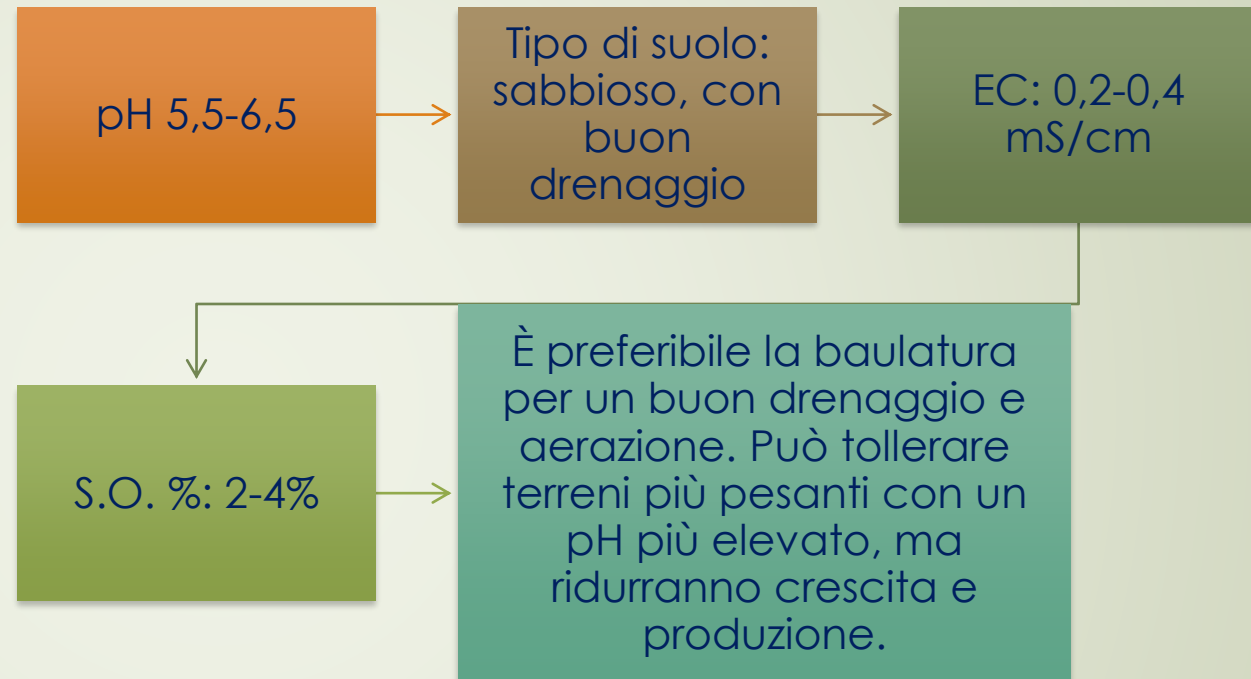 pH 5,5-6,5
Tipo di suolo:
sabbioso, con
buon
drenaggio
EC: 0,2-0,4
mS/cm
S.O. %: 2-4%
È preferibile la baulatura
per un buon drenaggio e
aerazione. Può tollerare
terreni più pesanti con un
pH più elevato, ma
ridurranno crescita e
produzione.